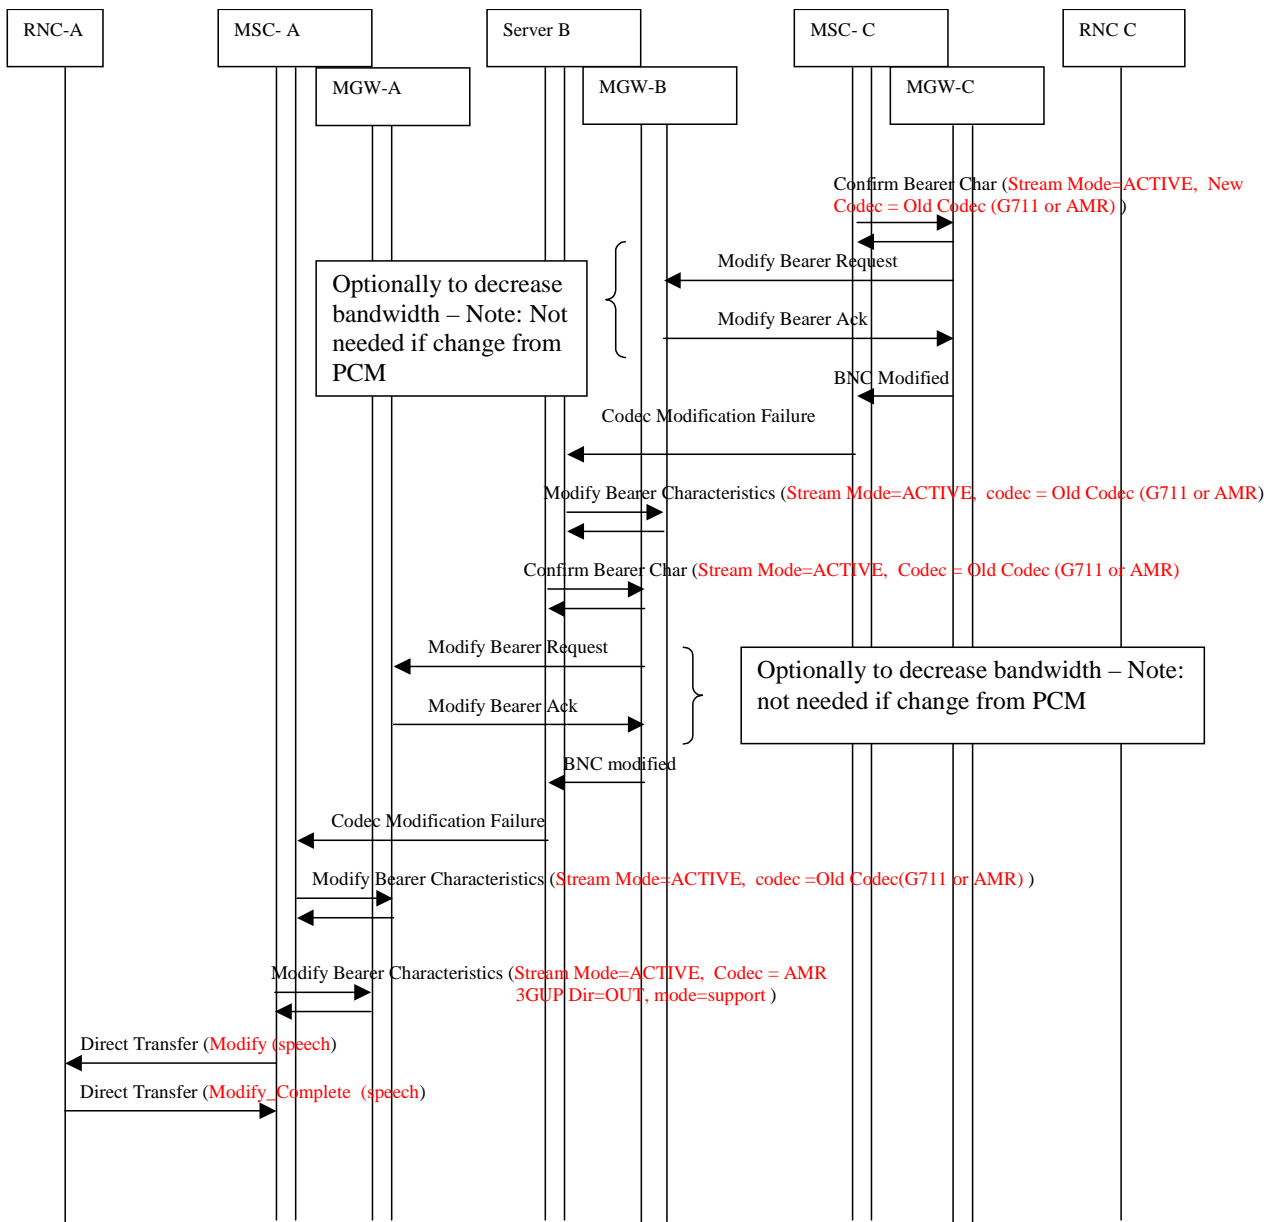 RNC-A
MSC- A
Server B
MSC- C
RNC C
MGW-A
MGW-B
MGW-C
Confirm Bearer Char (Stream Mode=ACTIVE,  New
Codec = Old Codec (G711 or AMR) )
Modify Bearer Request
Optionally to decrease
bandwidth – Note: Not
needed if change from
PCM
Modify Bearer Ack
BNC Modified
Codec Modification Failure
Modify Bearer Characteristics (Stream Mode=ACTIVE,  codec = Old Codec (G711 or AMR)
Confirm Bearer Char (Stream Mode=ACTIVE,  Codec = Old Codec (G711 or AMR)
Modify Bearer Request
Optionally to decrease bandwidth – Note:
not needed if change from PCM
Modify Bearer Ack
BNC modified
Codec Modification Failure
Modify Bearer Characteristics (Stream Mode=ACTIVE,  codec =Old Codec(G711 or AMR) )
Modify Bearer Characteristics (Stream Mode=ACTIVE,  Codec = AMR
3GUP Dir=OUT, mode=support )
Direct Transfer (Modify (speech)
Direct Transfer (Modify_Complete  (speech)